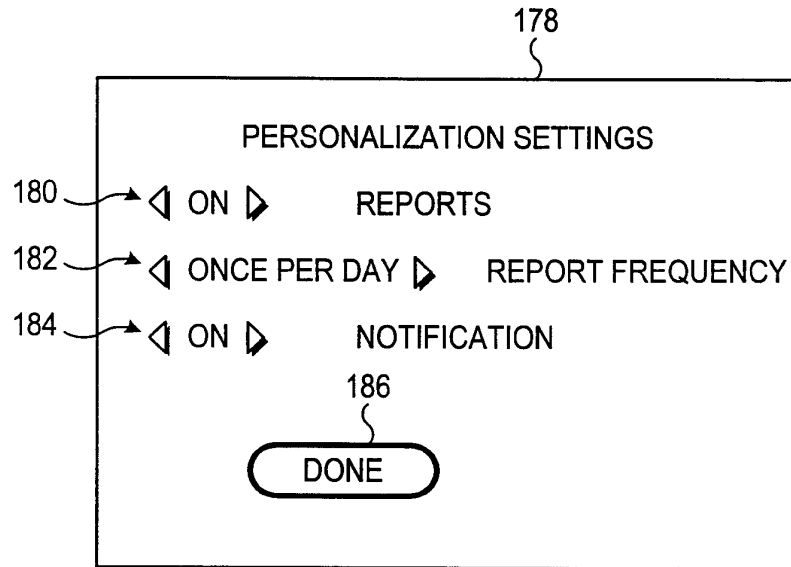 178
PERSONALIZATION SETTINGS
180 ON REPORTS
182 ONCE PER DAY REPORT FREQUENCY
184 ON NOTIFICATION
186
DONE